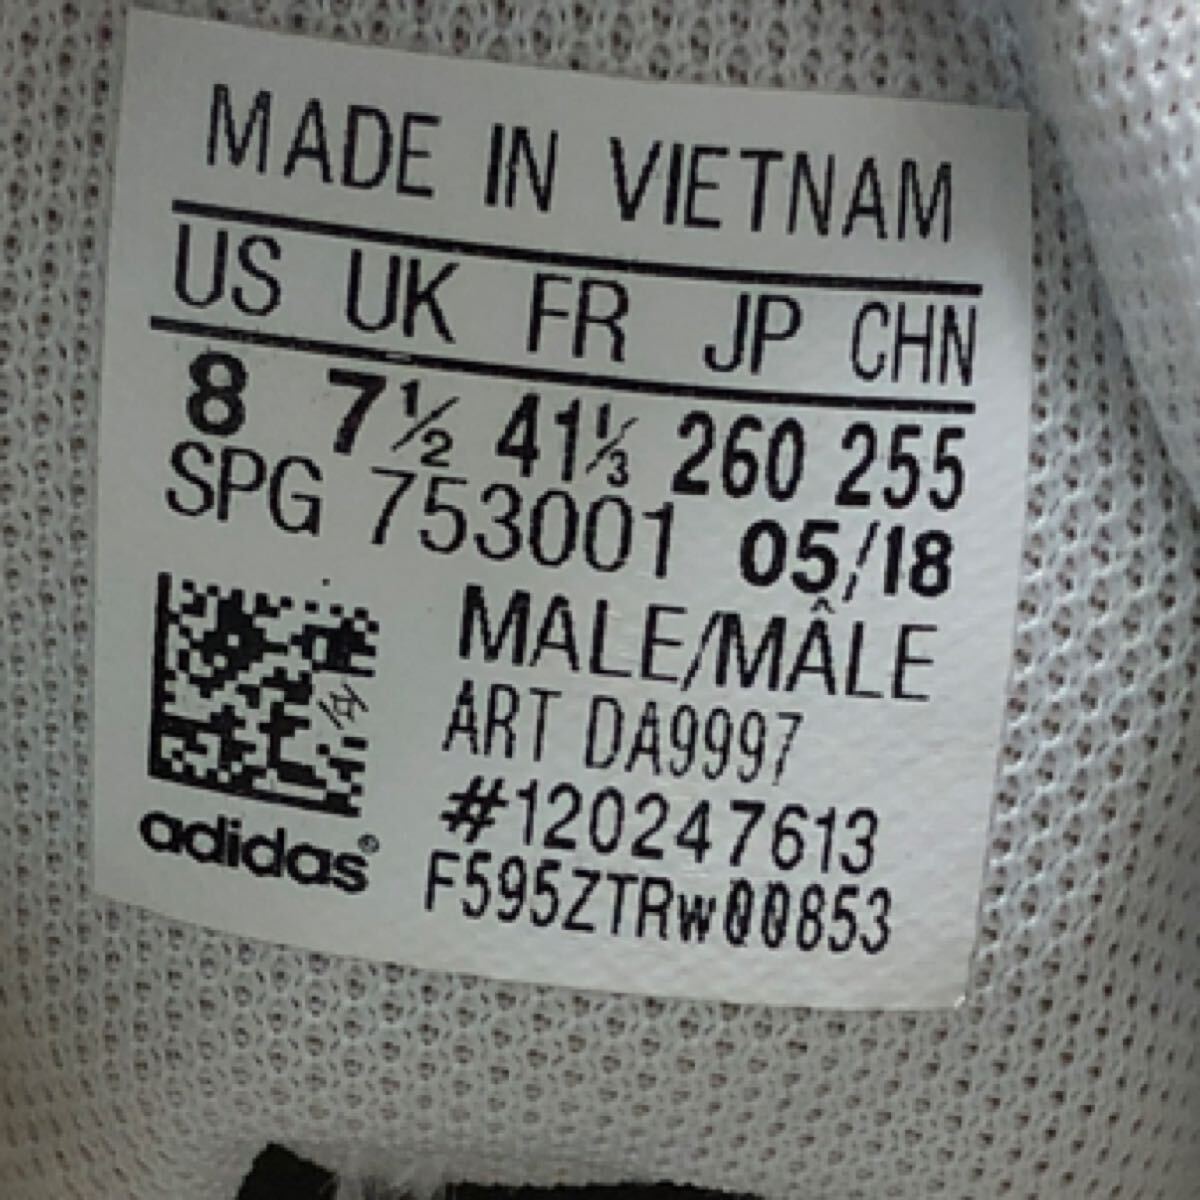 MADE IN VIETNAM
US UK FR JP CHN
8 7½ 41⅓ 260 255
SPG 753001 05/18
MALE/MÂLE
ART DA9997
#120247613
F595ZTRw00853
adidas®